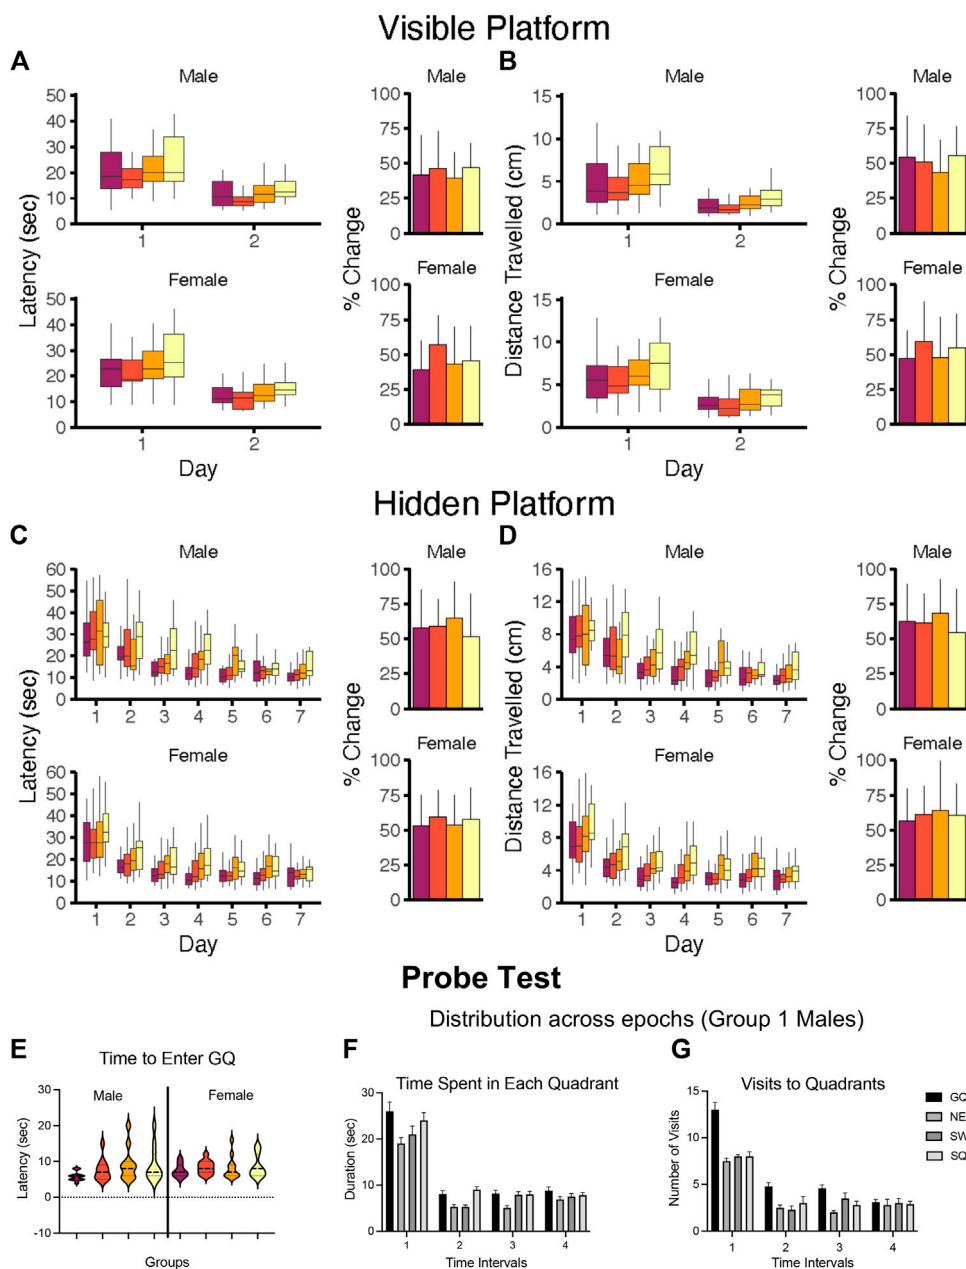 Visible Platform
A
B
Male
Male
Male
Male
50
40
30
20
10
0
1
2
100
75
50
25
0
15
10
5
0
1
2
100
75
50
25
0
Latency (sec)
% Change
Distance Travelled (cm)
% Change
Female
Female
Female
Female
50
40
30
20
10
0
1
2
100
75
50
25
0
15
10
5
0
1
2
100
75
50
25
0
Day
Day
Hidden Platform
C
D
Male
Male
Male
Male
60
50
40
30
20
10
0
1 2 3 4 5 6 7
100
75
50
25
0
16
12
8
4
0
1 2 3 4 5 6 7
100
75
50
25
0
Latency (sec)
% Change
Distance Travelled (cm)
% Change
Female
Female
Female
Female
60
50
40
30
20
10
0
1 2 3 4 5 6 7
100
75
50
25
0
16
12
8
4
0
1 2 3 4 5 6 7
100
75
50
25
0
Day
Day
Probe Test
Distribution across epochs (Group 1 Males)
E
Time to Enter GQ
Male
Female
30
20
10
0
-10
Latency (sec)
Groups
F
Time Spent in Each Quadrant
30
20
10
0
Duration (sec)
1 2 3 4
Time Intervals
G
Visits to Quadrants
15
10
5
0
Number of Visits
1 2 3 4
Time Intervals
GQ
NE
SW
SQ